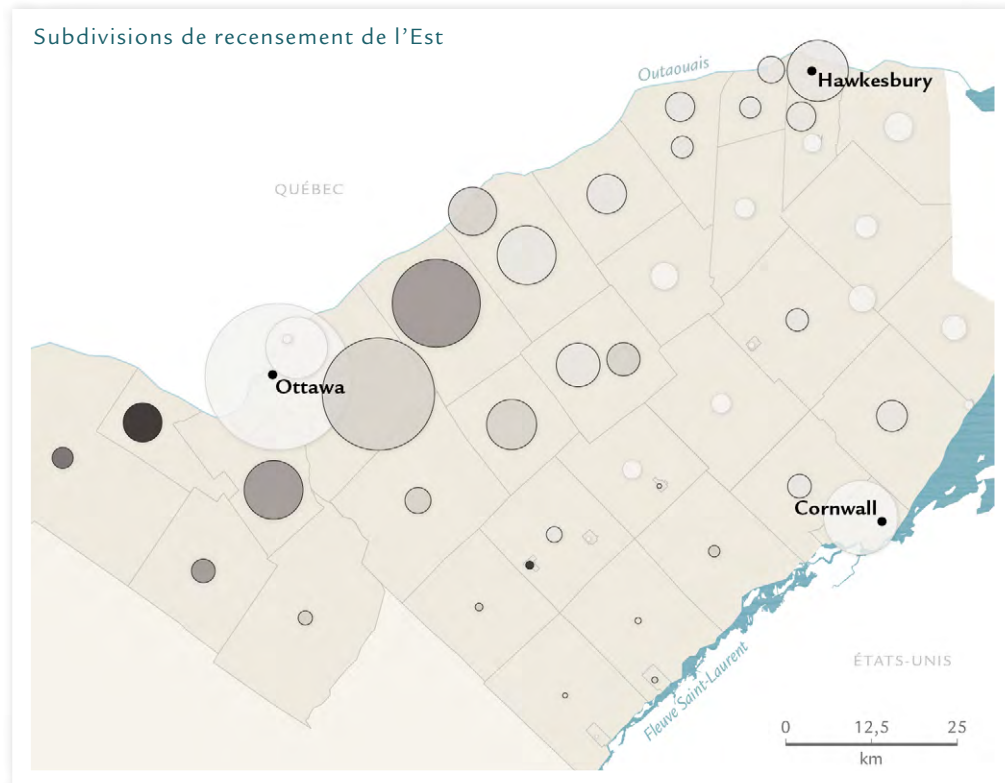 Subdivisions de recensement de l’Est
Outaouais
Hawkesbury
QUÉBEC
Ottawa
Cornwall
ÉTATS-UNIS
Fleuve Saint-Laurent
0 12,5 25
km